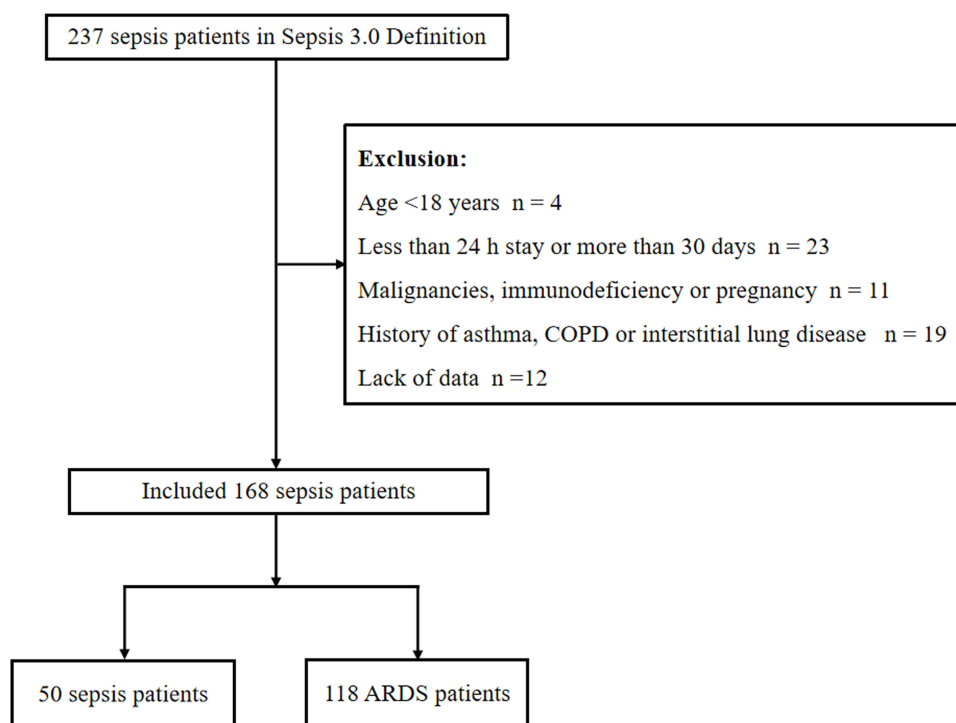 237 sepsis patients in Sepsis 3.0 Definition
Exclusion:
Age <18 years n = 4
Less than 24 h stay or more than 30 days n = 23
Malignancies, immunodeficiency or pregnancy n = 11
History of asthma, COPD or interstitial lung disease n = 19
Lack of data n =12
Included 168 sepsis patients
50 sepsis patients
118 ARDS patients